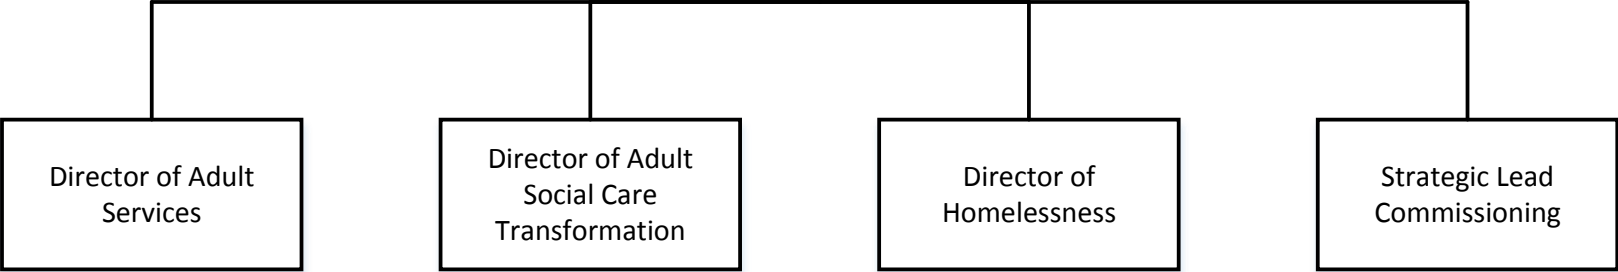 Director of Adult
Services
Director of Adult
Social Care
Transformation
Director of
Homelessness
Strategic Lead
Commissioning